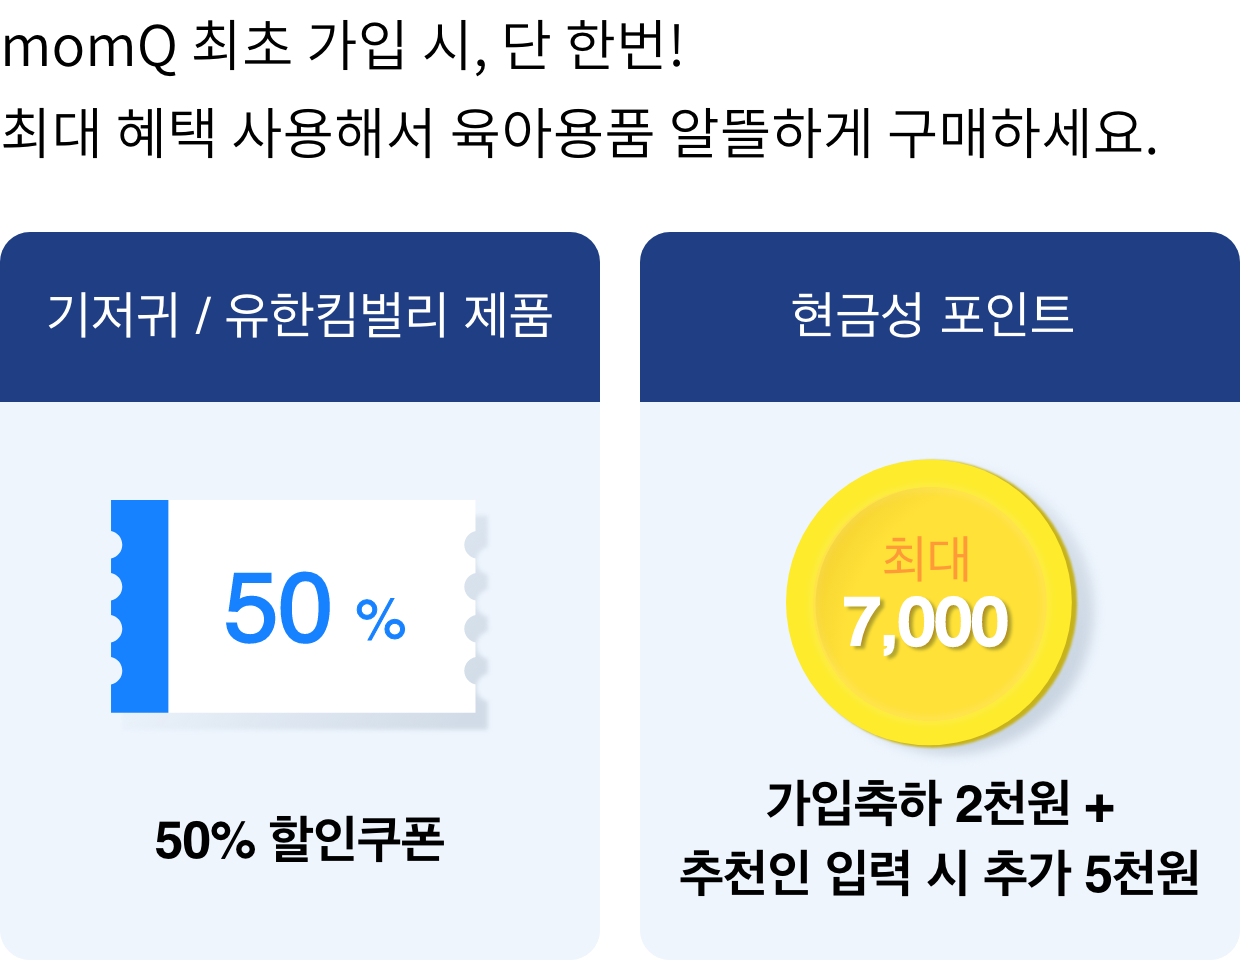 momQ 최초 가입 시, 단 한번!
최대 혜택 사용해서 육아용품 알뜰하게 구매하세요.
기저귀 / 유한킴벌리 제품
50 %
50% 할인쿠폰
현금성 포인트
최대
7,000
가입축하 2천원 +
추천인 입력 시 추가 5천원